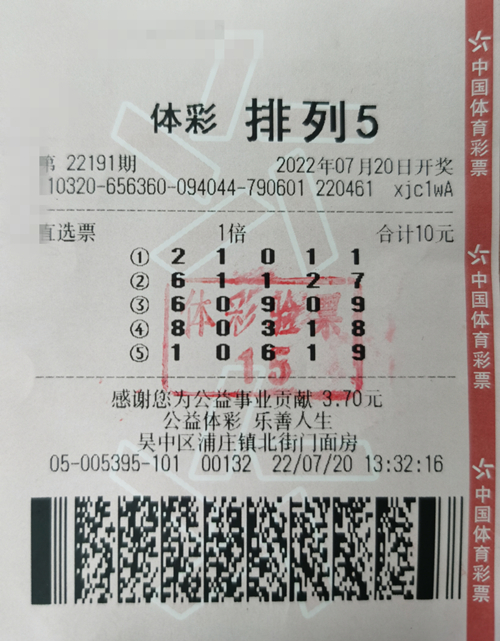 体彩 排列5
第 22191期 2022年07月20日开奖
10320-656360-094044-790601 220461 xjc1wA
直选票 1倍 合计10元
① 2 1 0 1 1
② 6 1 1 2 7
③ 6 0 9 0 9
④ 8 0 3 1 8
⑤ 1 0 6 1 9
体彩验票
15
感谢您为公益事业贡献 3.70元
公益体彩 乐善人生
吴中区浦庄镇北街门面房
05-005395-101 00132 22/07/20 13:32:16
中国体育彩票
中国体育彩票
中国体育彩票